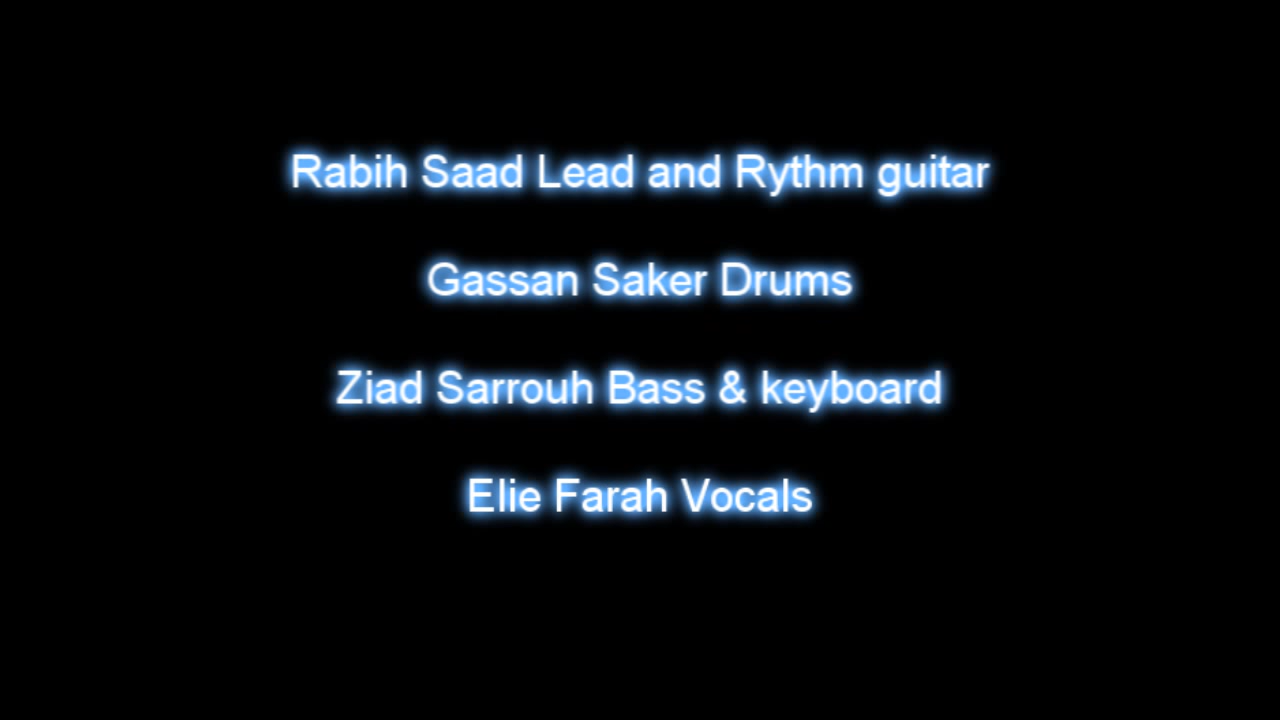 Rabih Saad Lead and Rythm guitar
Gassan Saker Drums
Ziad Sarrouh Bass & keyboard
Elie Farah Vocals